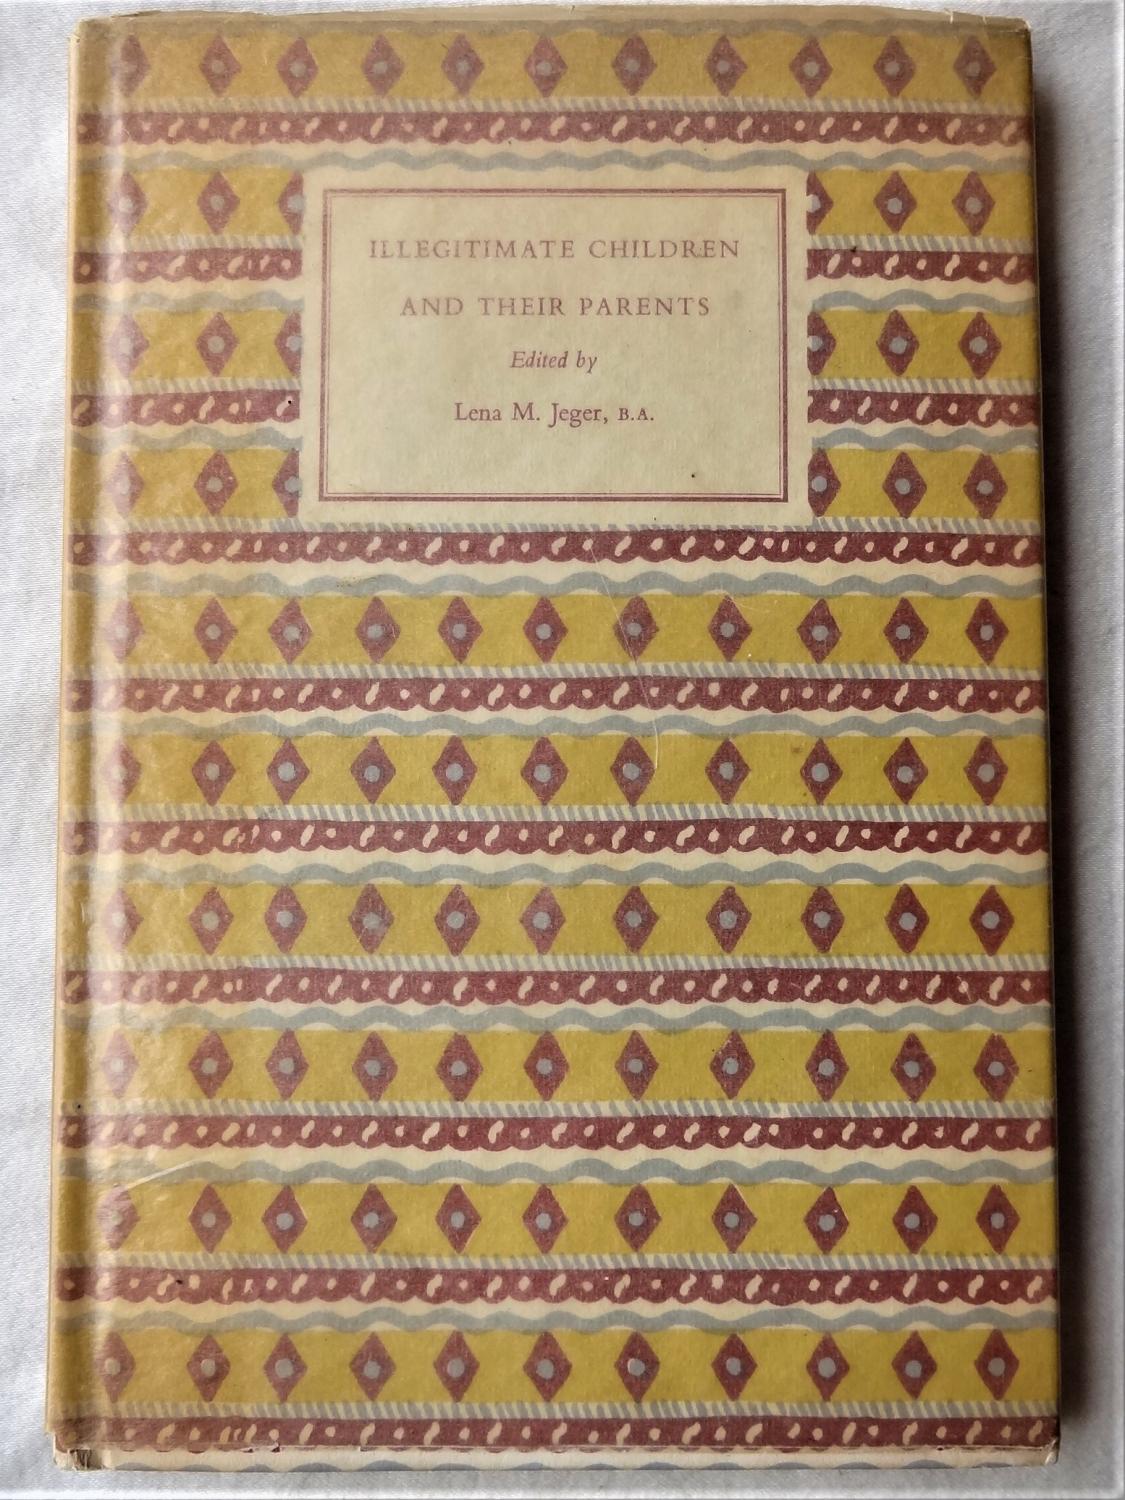 ILLEGITIMATE CHILDREN
AND THEIR PARENTS
Edited by
Lena M. Jeger, B.A.